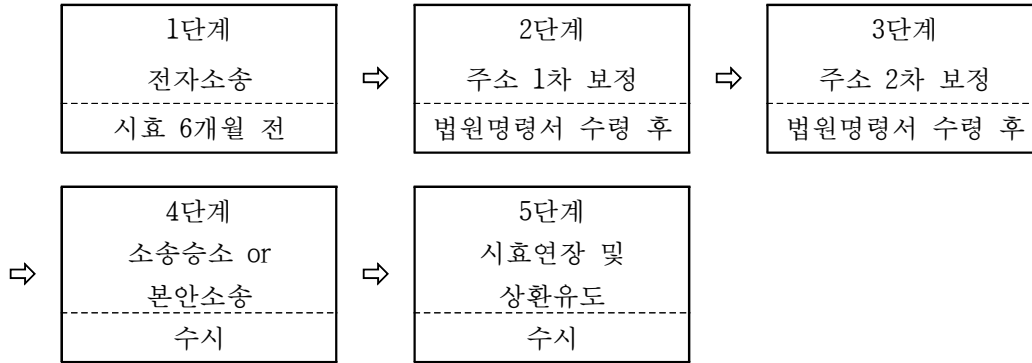 1단계
전자소송
시효 6개월 전
⇨
2단계
주소 1차 보정
법원명령서 수령 후
⇨
3단계
주소 2차 보정
법원명령서 수령 후
⇨
4단계
소송승소 or
본안소송
수시
⇨
5단계
시효연장 및
상환유도
수시